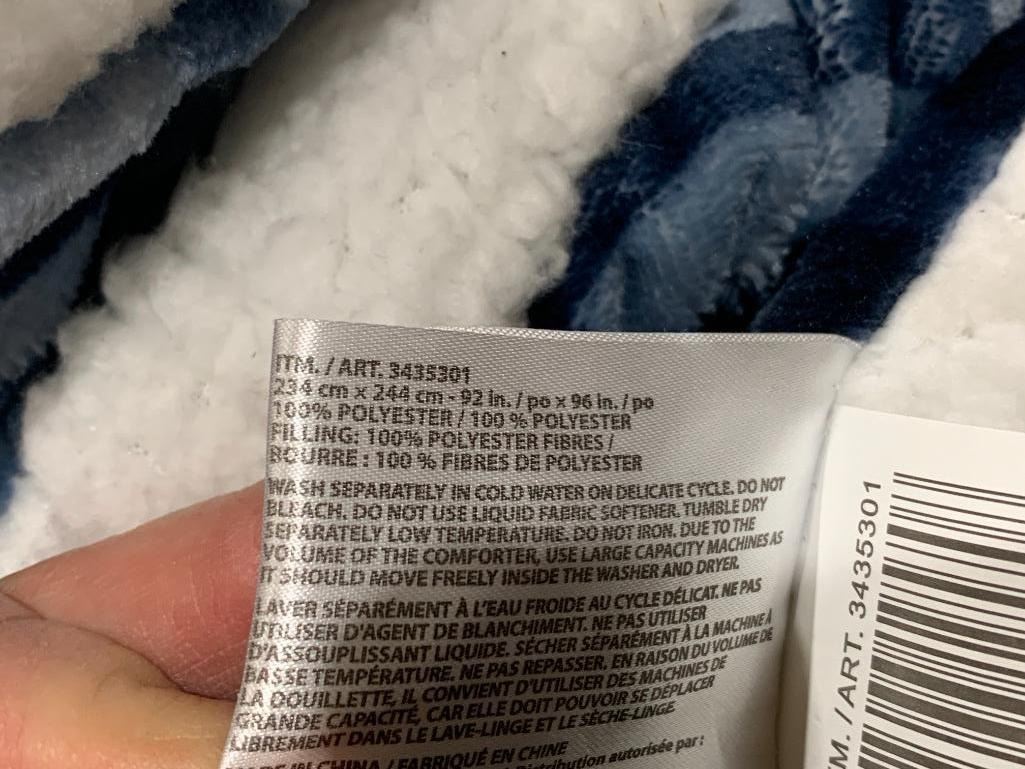 ITM. / ART. 3435301
234 cm x 244 cm - 92 in. / po x 96 in. / po
100% POLYESTER / 100 % POLYESTER
FILLING: 100% POLYESTER FIBRES /
BOURRE : 100 % FIBRES DE POLYESTER
WASH SEPARATELY IN COLD WATER ON DELICATE CYCLE. DO NOT
BLEACH. DO NOT USE LIQUID FABRIC SOFTENER. TUMBLE DRY
SEPARATELY LOW TEMPERATURE. DO NOT IRON. DUE TO THE
VOLUME OF THE COMFORTER, USE LARGE CAPACITY MACHINES AS
IT SHOULD MOVE FREELY INSIDE THE WASHER AND DRYER.
LAVER SÉPARÉMENT À L'EAU FROIDE AU CYCLE DÉLICAT. NE PAS
UTILISER D'AGENT DE BLANCHIMENT. NE PAS UTILISER
D'ASSOUPLISSANT LIQUIDE. SÉCHER SÉPARÉMENT À LA MACHINE À
BASSE TEMPÉRATURE. NE PAS REPASSER. EN RAISON DU VOLUME DE
LA DOUILLETTE, IL CONVIENT D'UTILISER DES MACHINES DE
GRANDE CAPACITÉ, CAR ELLE DOIT POUVOIR SE DÉPLACER
LIBREMENT DANS LE LAVE-LINGE ET LE SÈCHE-LINGE.
MADE IN CHINA / FABRIQUÉ EN CHINE
Distribution autorisée par :
M. / ART. 3435301